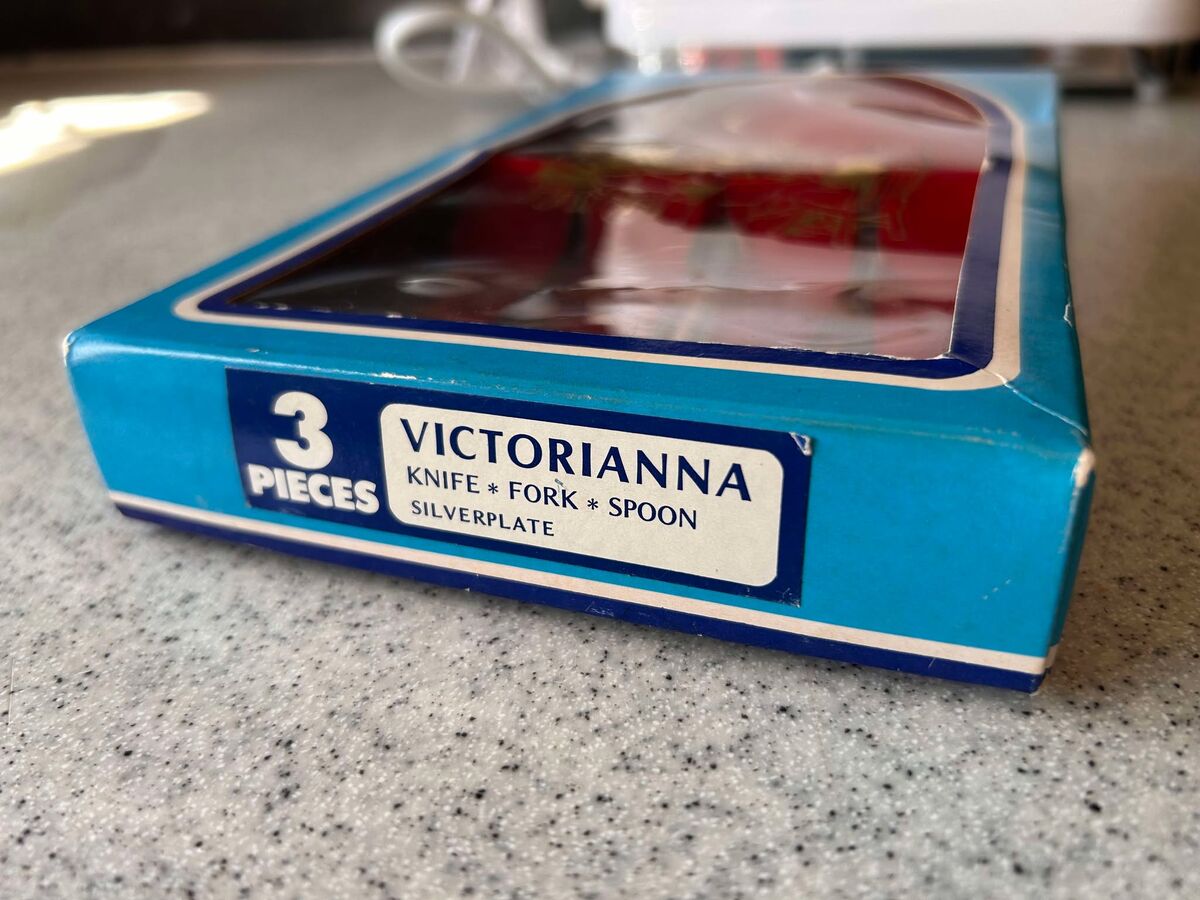 3
PIECES
VICTORIANNA
KNIFE * FORK * SPOON
SILVERPLATE